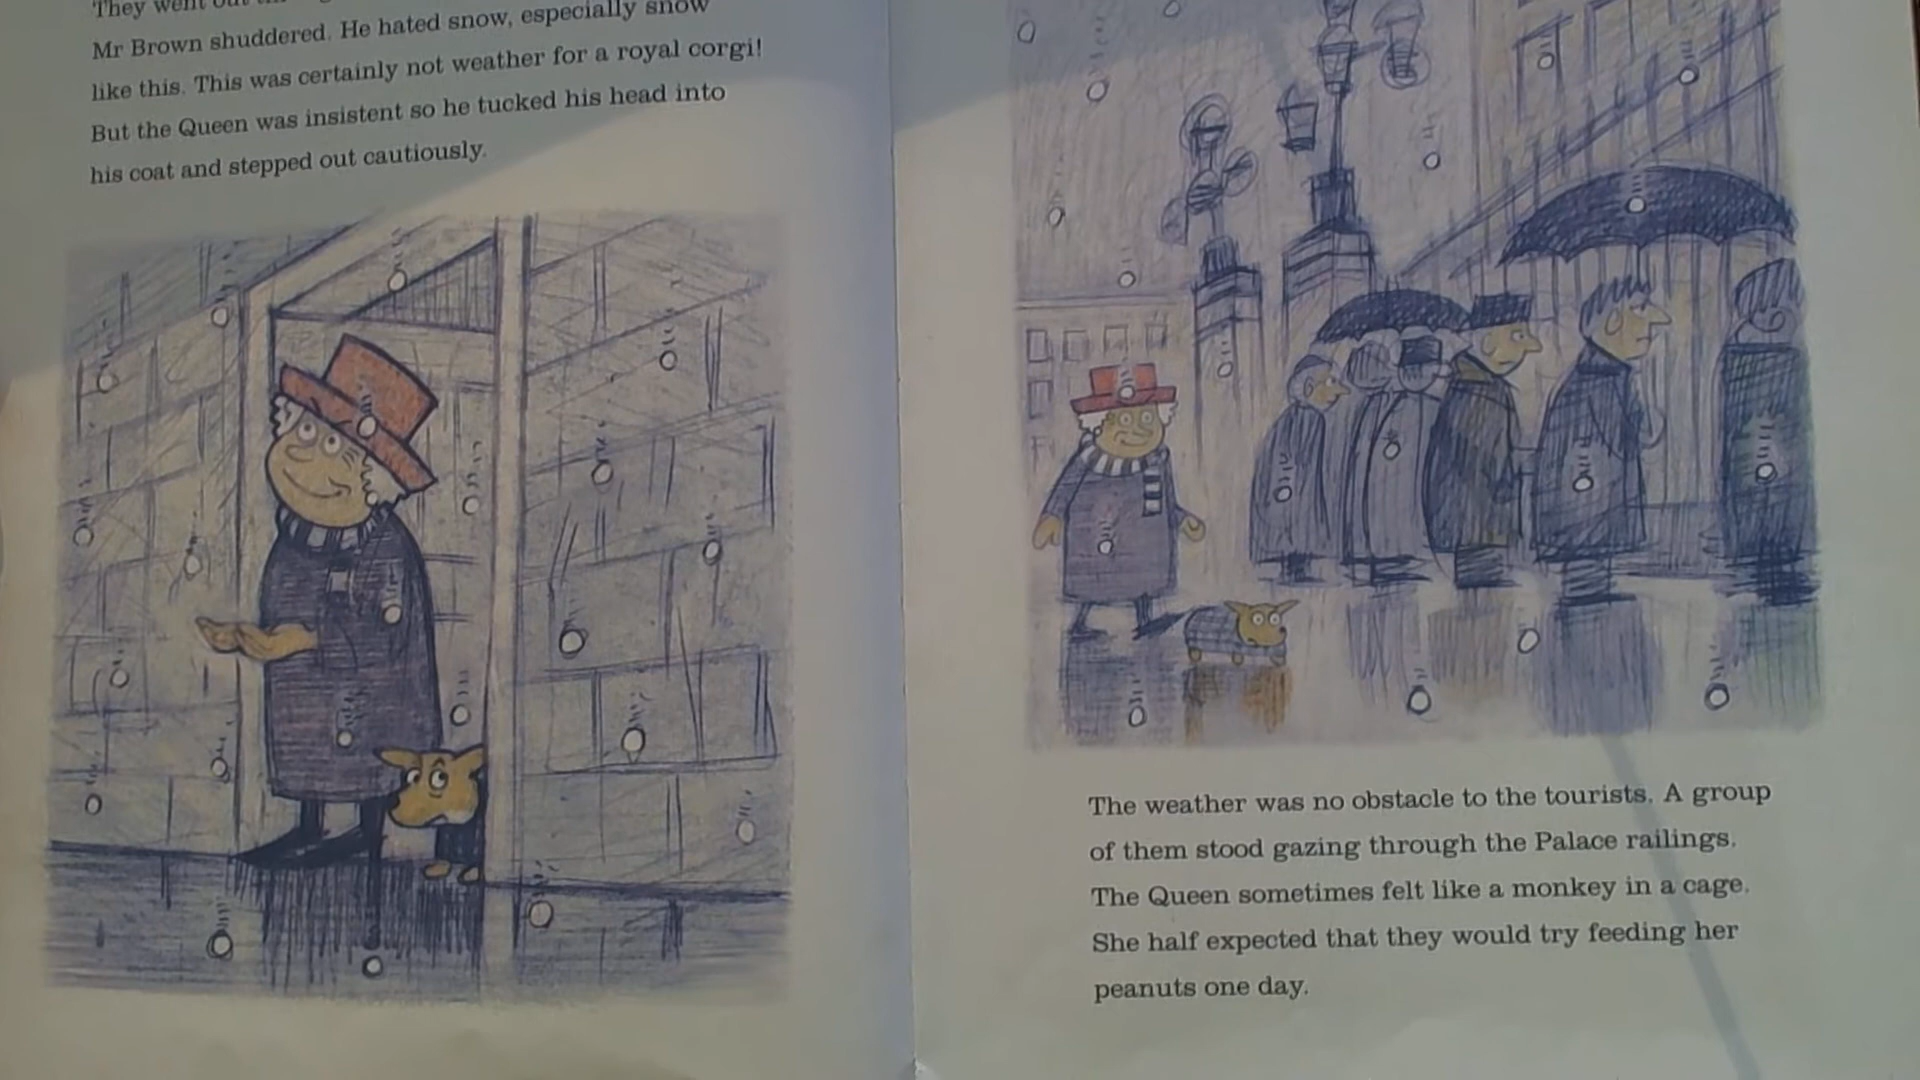 They went out
Mr Brown shuddered. He hated snow, especially snow
like this. This was certainly not weather for a royal corgi!
But the Queen was insistent so he tucked his head into
his coat and stepped out cautiously.
The weather was no obstacle to the tourists. A group
of them stood gazing through the Palace railings.
The Queen sometimes felt like a monkey in a cage.
She half expected that they would try feeding her
peanuts one day.